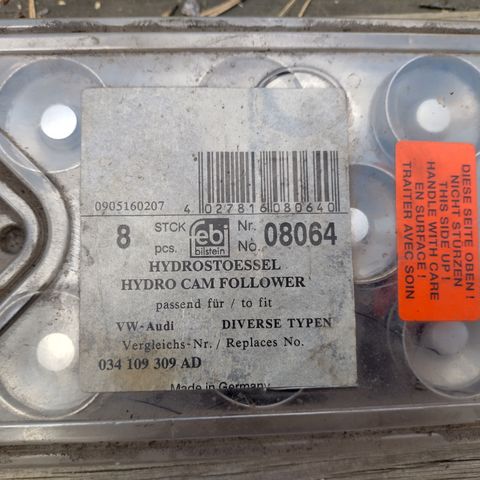 0905160207
4 027816 080640
8 STCK pcs. febi bilstein Nr. No. 08064
HYDROSTOESSEL
HYDRO CAM FOLLOWER
passend für / to fit
VW-Audi DIVERSE TYPEN
Vergleichs-Nr. / Replaces No.
034 109 309 AD
Made in Germany
DIESE SEITE OBEN !
NICHT STÜRZEN
THIS SIDE UP !
HANDLE WITH CARE
EN SURFACE !
TRAITER AVEC SOIN